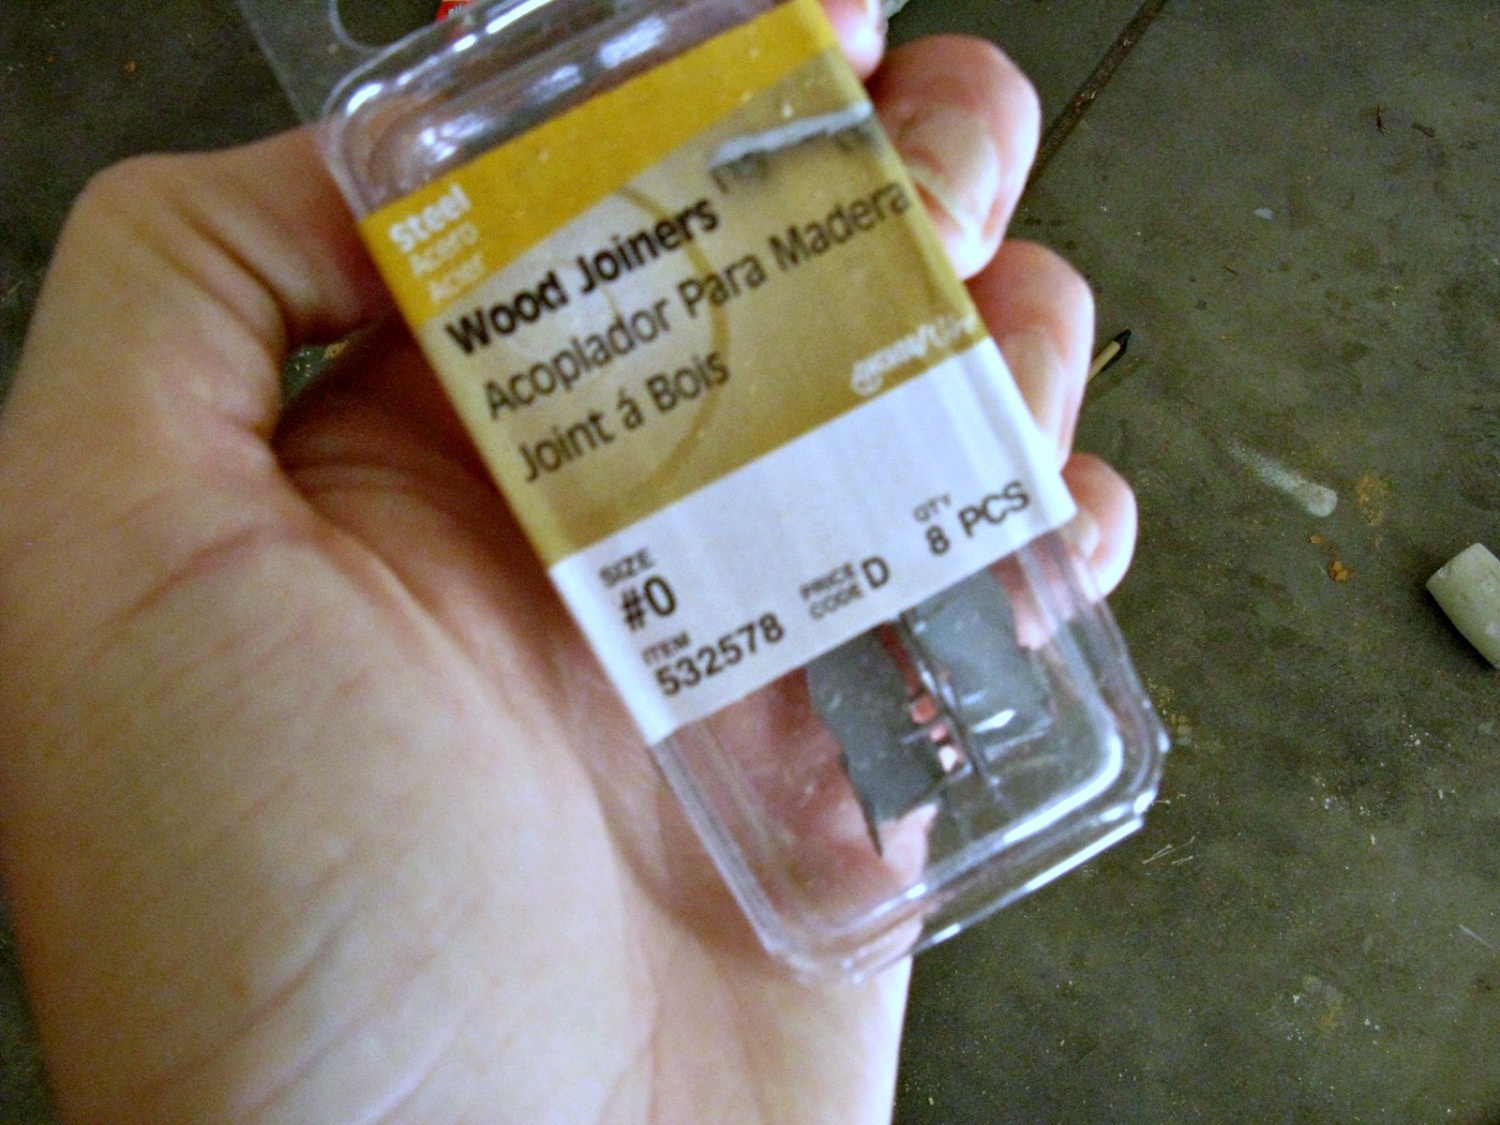 Steel
Acero
Acier
Wood Joiners
Acoplador Para Madera
Joint á Bois
SIZE
#0
QTY
8 PCS
ITEM
532578
PRICE
CODE D